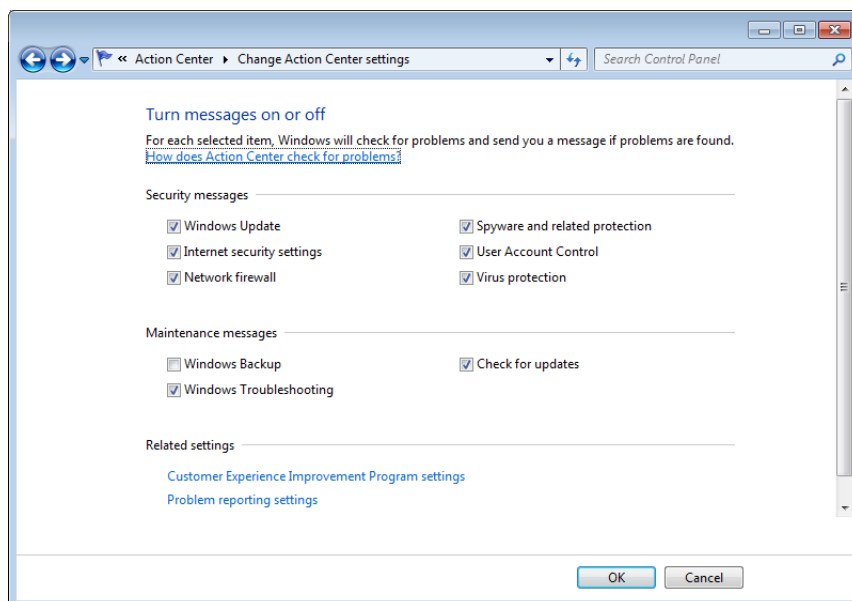 « Action Center ▸ Change Action Center settings
Search Control Panel
Turn messages on or off
For each selected item, Windows will check for problems and send you a message if problems are found.
How does Action Center check for problems?
Security messages
Windows Update
Spyware and related protection
Internet security settings
User Account Control
Network firewall
Virus protection
Maintenance messages
Windows Backup
Check for updates
Windows Troubleshooting
Related settings
Customer Experience Improvement Program settings
Problem reporting settings
OK
Cancel